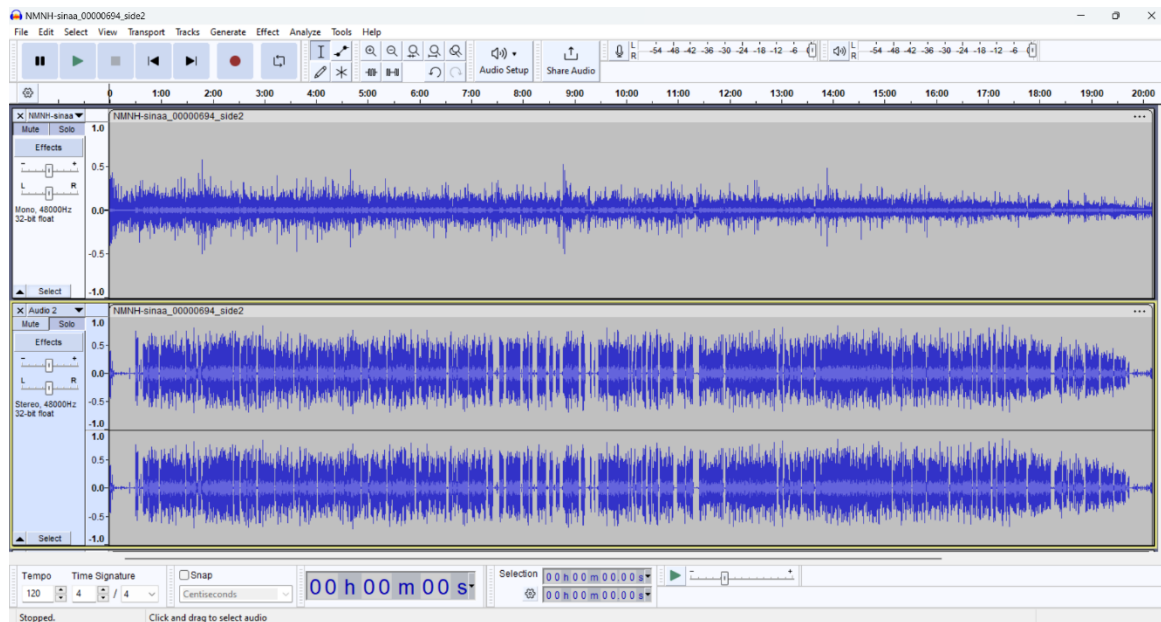 NMNH-sinaa_00000694_side2
File Edit Select View Transport Tracks Generate Effect Analyze Tools Help
L
R
-54 -48 -42 -36 -30 -24 -18 -12 -6 0
L
R
-54 -48 -42 -36 -30 -24 -18 -12 -6 0
Audio Setup
Share Audio
0 1:00 2:00 3:00 4:00 5:00 6:00 7:00 8:00 9:00 10:00 11:00 12:00 13:00 14:00 15:00 16:00 17:00 18:00 19:00 20:00
NMNH-sinaa
NMNH-sinaa_00000694_side2
Mute Solo
1.0
Effects
0.5
- +
L R
Mono, 48000Hz
0.0
32-bit float
-0.5
Select
-1.0
Audio 2
NMNH-sinaa_00000694_side2
Mute Solo
1.0
Effects
0.5
- +
0.0
L R
Stereo, 48000Hz
-0.5
32-bit float
-1.0
1.0
0.5
0.0
-0.5
Select
-1.0
Tempo
Time Signature
Snap
Selection
00 h 00 m 00.00 s
- +
120
4 / 4
Centiseconds
00 h 00 m 00 s
00 h 00 m 00.00 s
Stopped.
Click and drag to select audio